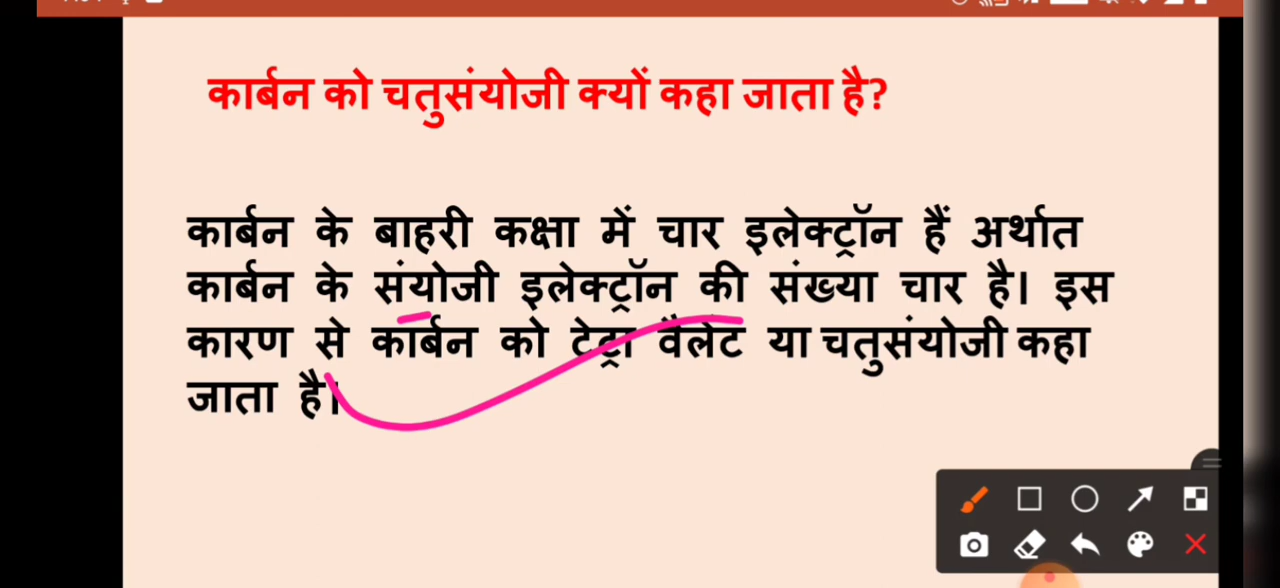 कार्बन को चतुसंयोजी क्यों कहा जाता है?
कार्बन के बाहरी कक्षा में चार इलेक्ट्रॉन हैं अर्थात
कार्बन के संयोजी इलेक्ट्रॉन की संख्या चार है। इस
कारण से कार्बन को टेट्रा वैलेंट या चतुसंयोजी कहा
जाता है।